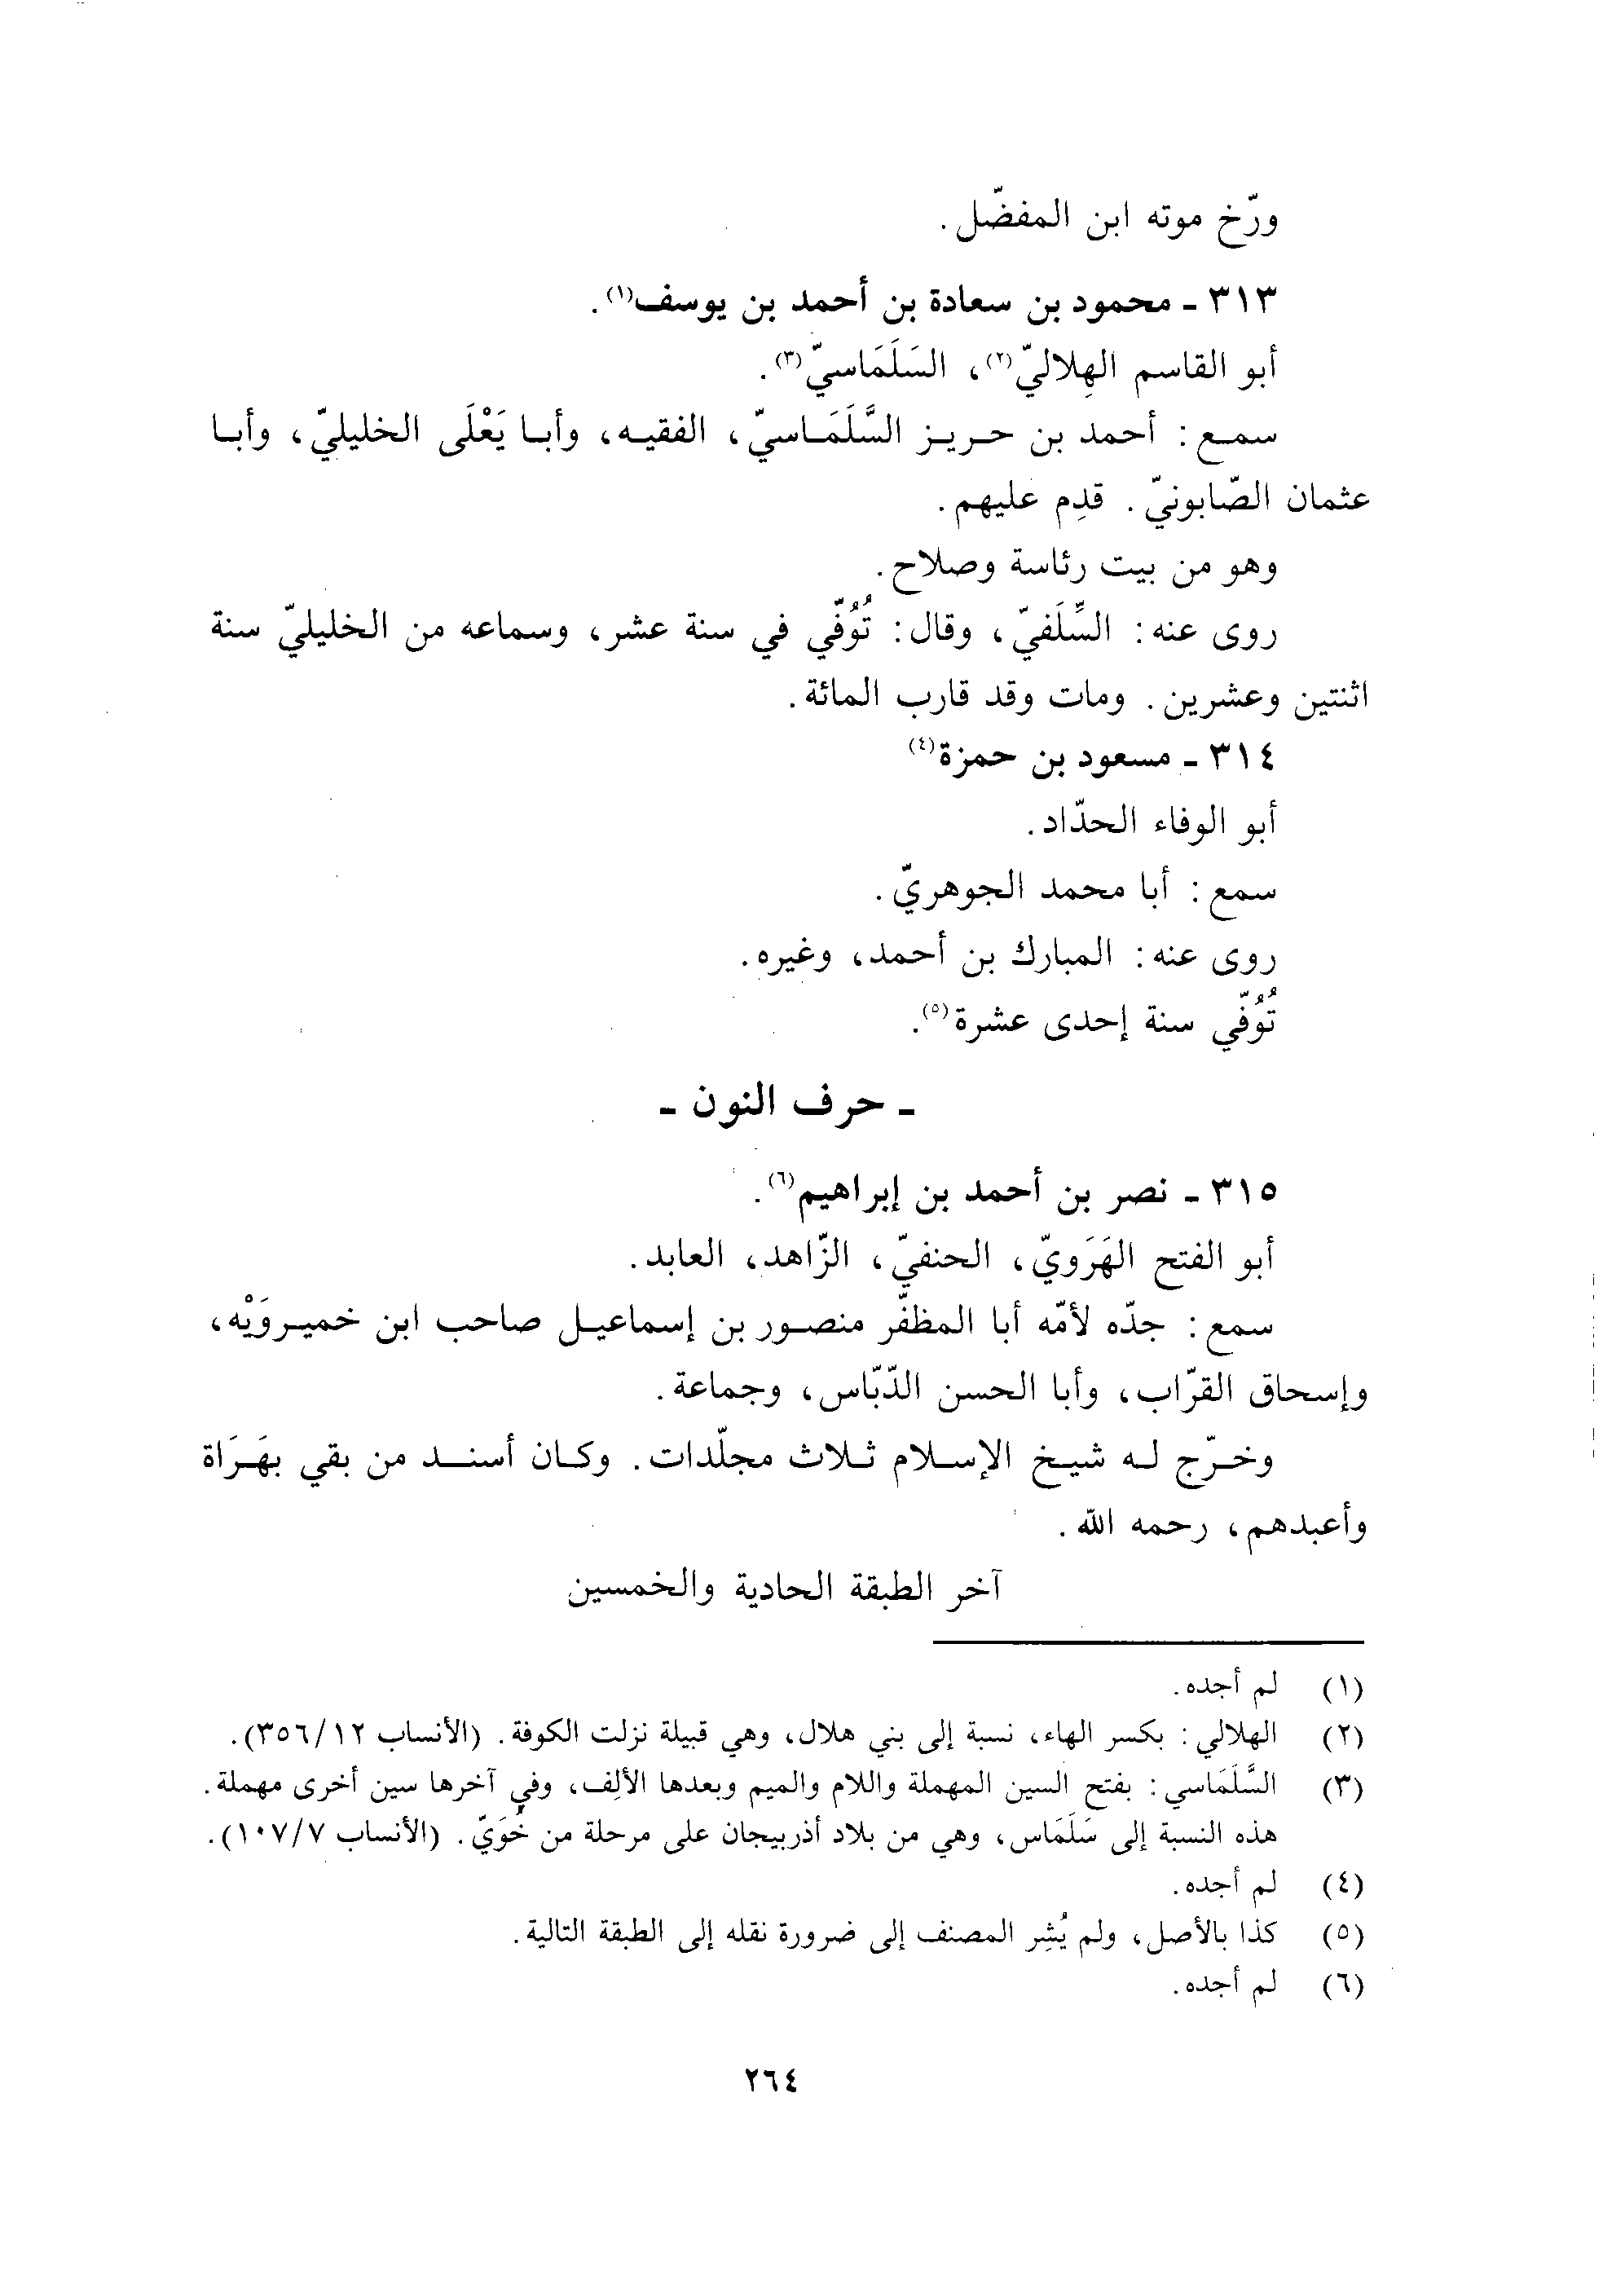 ورّخ موته ابن المفضّل.
٣١٣ ـ محمود بن سعادة بن أحمد بن يوسف(١).
أبو القاسم الهِلاليّ(٢)، السَلَمَاسيّ(٣).
سمع: أحمد بن حريز السَّلَمَاسيّ، الفقيه، وأبا يَعْلَى الخليليّ، وأبا
عثمان الصّابونيّ. قدِم عليهم.
وهو من بيت رئاسة وصلاح.
روى عنه: السِّلَفيّ، وقال: تُوُفّي في سنة عشر، وسماعه من الخليليّ سنة
اثنتين وعشرين. ومات وقد قارب المائة.
٣١٤ ـ مسعود بن حمزة(٤)
أبو الوفاء الحدّاد.
سمع: أبا محمد الجوهريّ.
روى عنه: المبارك بن أحمد، وغيره.
تُوُفّي سنة إحدى عشرة(٥).
ـ حرف النون ـ
٣١٥ ـ نصر بن أحمد بن إبراهيم(٦).
أبو الفتح الهَرَويّ، الحنفيّ، الزّاهد، العابد.
سمع: جدّه لأمّه أبا المظفّر منصور بن إسماعيل صاحب ابن خميرَوَيْه،
وإسحاق القرّاب، وأبا الحسن الدّبّاس، وجماعة.
وخرّج له شيخ الإسلام ثلاث مجلّدات. وكان أسند من بقي بهَرَاة
وأعبدهم، رحمه الله.
آخر الطبقة الحادية والخمسين
(١) لم أجده.
(٢) الهلالي: بكسر الهاء، نسبة إلى بني هلال، وهي قبيلة نزلت الكوفة. (الأنساب ٣٥٦/١٢).
(٣) السَّلَمَاسي: بفتح السين المهملة واللام والميم وبعدها الألِف، وفي آخرها سين أخرى مهملة.
هذه النسبة إلى سَلَمَاس، وهي من بلاد أذربيجان على مرحلة من خُوَيّ. (الأنساب ١٠٧/٧).
(٤) لم أجده.
(٥) كذا بالأصل، ولم يُشِر المصنف إلى ضرورة نقله إلى الطبقة التالية.
(٦) لم أجده.
٢٦٤